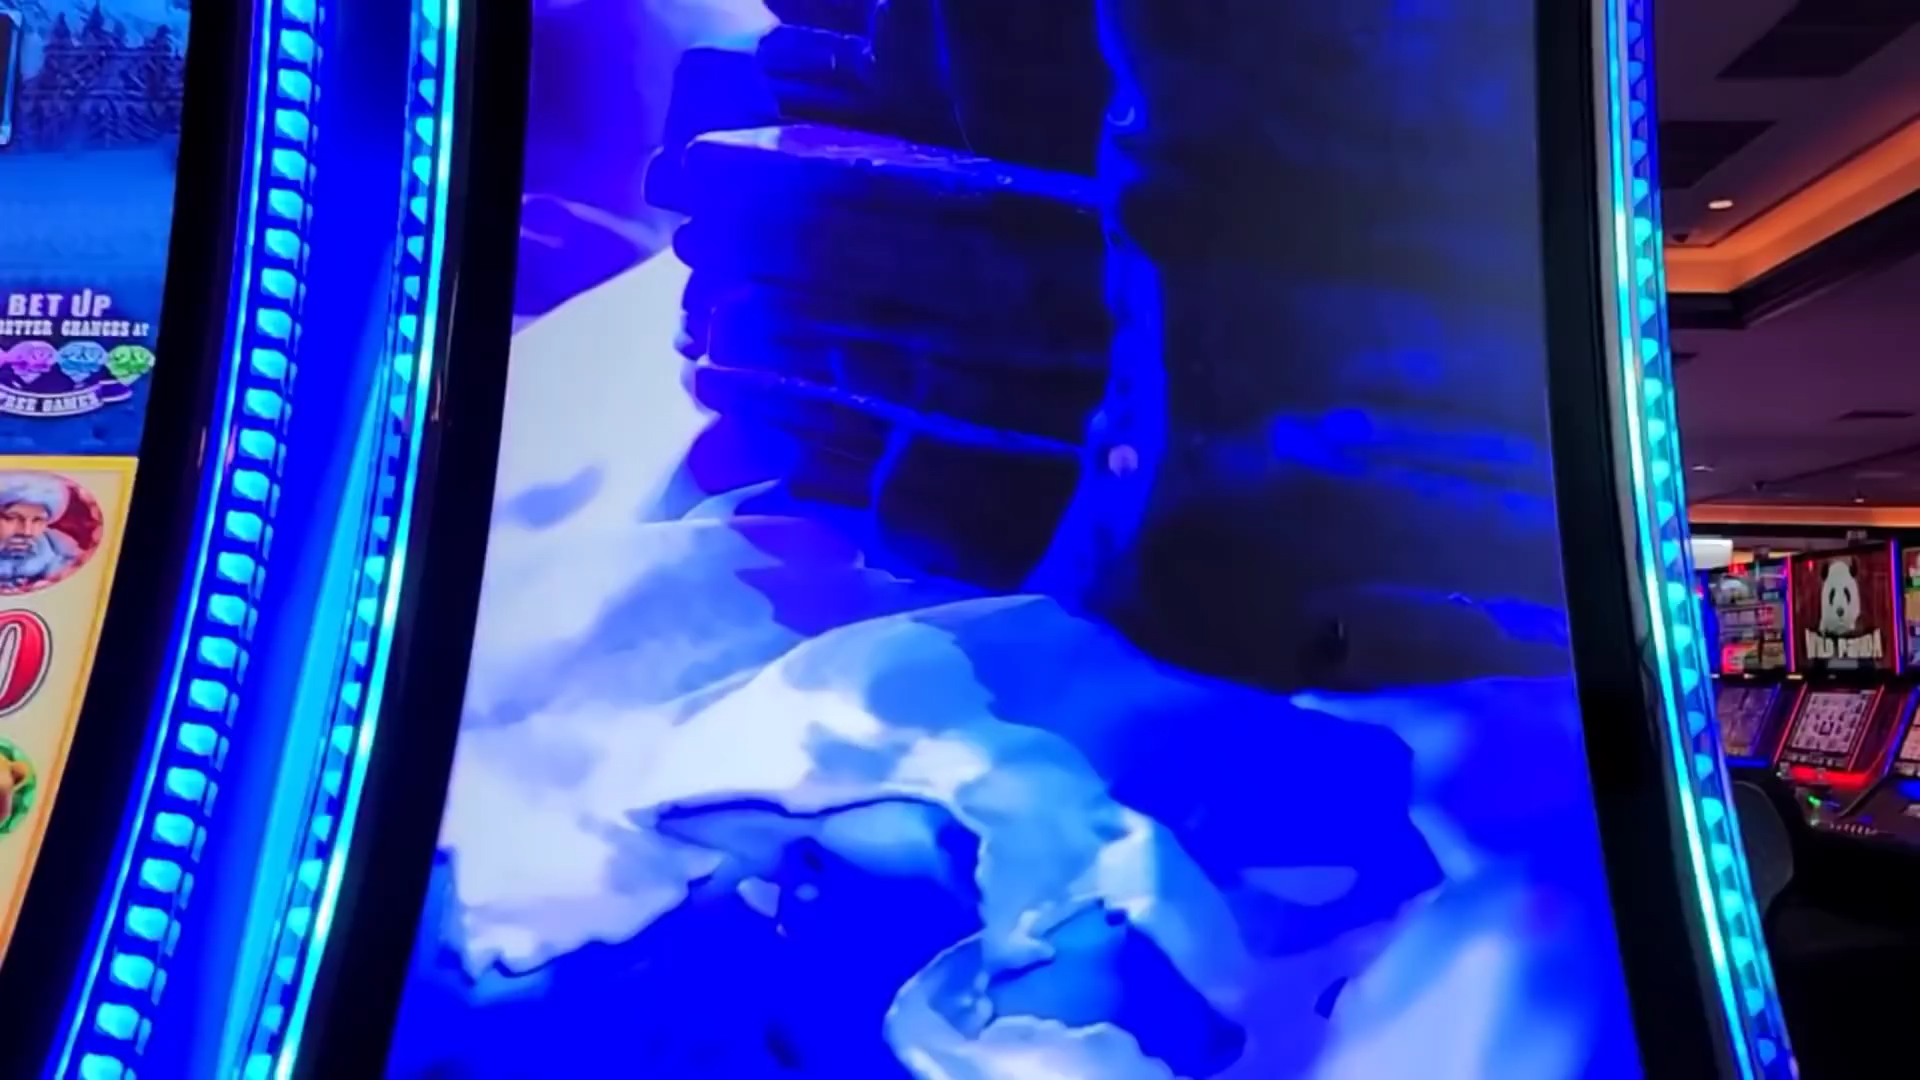 BET UP
BETTER CHANCES AT
FREE GAMES
WILD PANDA